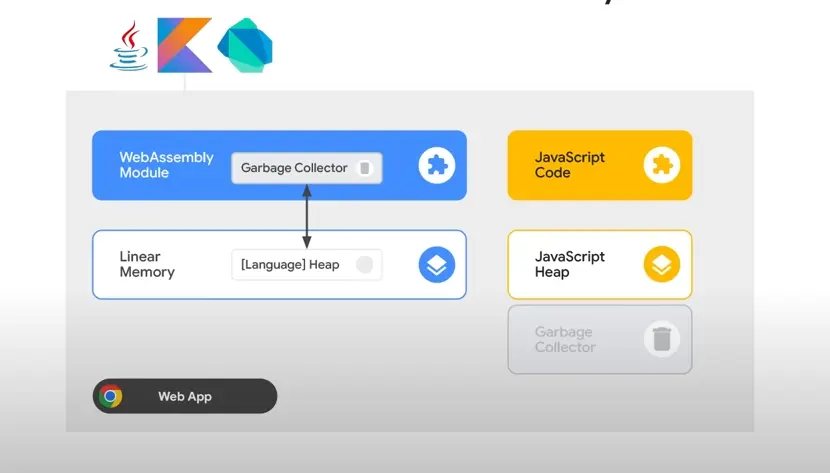 WebAssembly
Module
Garbage Collector
JavaScript
Code
Linear
Memory
[Language] Heap
JavaScript
Heap
Garbage
Collector
Web App